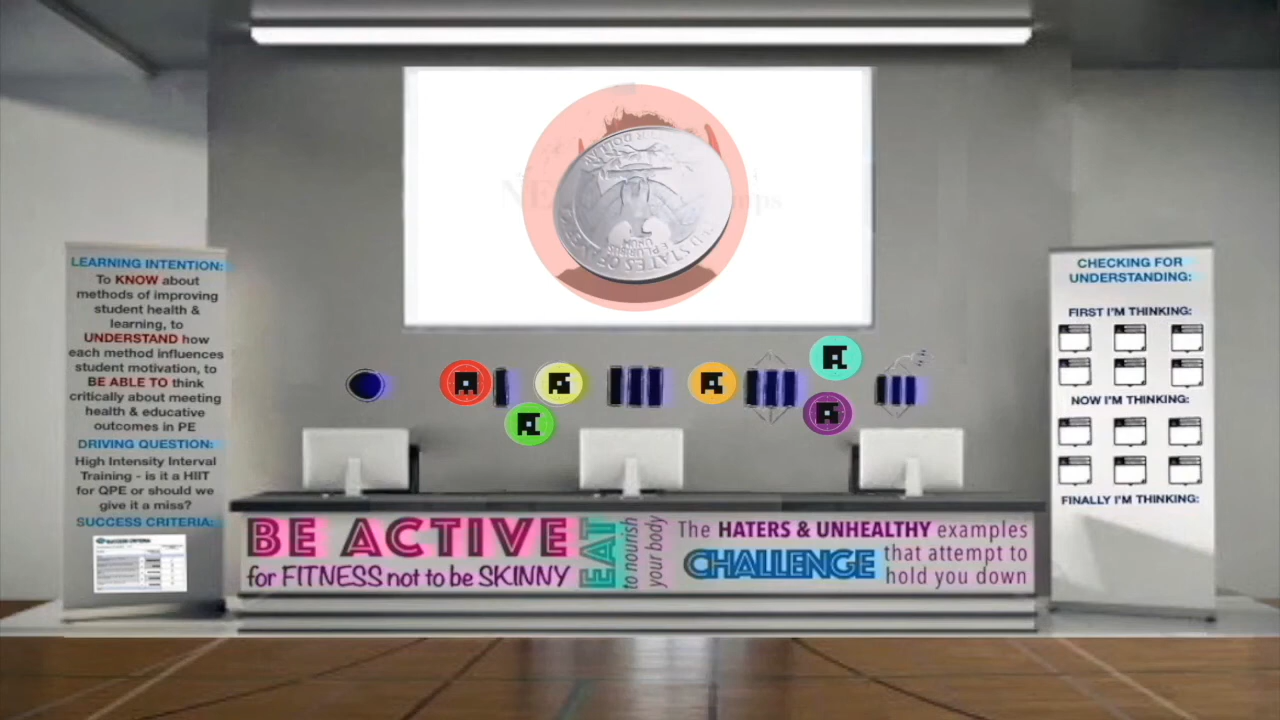 LEARNING INTENTION:
To KNOW about
methods of improving
student health &
learning, to
UNDERSTAND how
each method influences
student motivation, to
BE ABLE TO think
critically about meeting
health & educative
outcomes in PE
DRIVING QUESTION:
High Intensity Interval
Training - is it a HIIT
for QPE or should we
give it a miss?
SUCCESS CRITERIA:
SUCCESS CRITERIA
E PLURIBUS
UNUM
CHECKING FOR
UNDERSTANDING:
FIRST I'M THINKING:
NOW I'M THINKING:
FINALLY I'M THINKING:
BE ACTIVE
for FITNESS not to be SKINNY
EAT
to nourish
your body
The HATERS & UNHEALTHY examples
CHALLENGE
that attempt to
hold you down